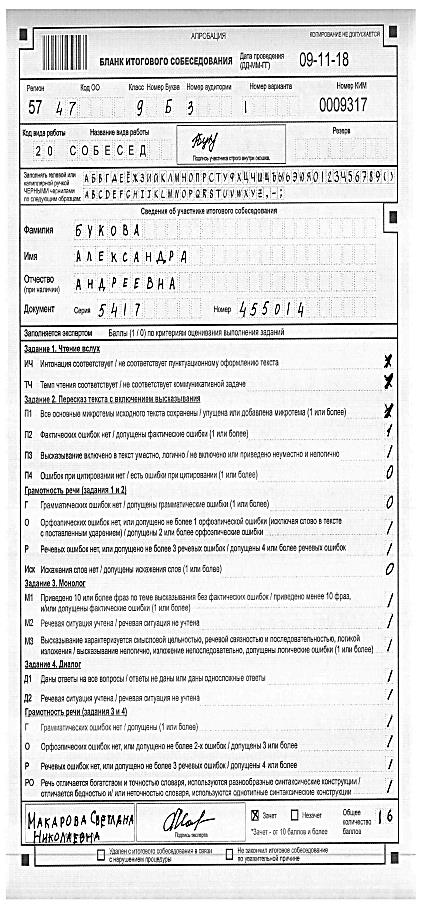 АПРОБАЦИЯ
КОПИРОВАНИЕ НЕ ДОПУСКАЕТСЯ
БЛАНК ИТОГОВОГО СОБЕСЕДОВАНИЯ Дата проведения (ДД-ММ-ГГ) 09-11-18
Регион Код ОО Класс Номер Буква Номер аудитории Номер варианта Номер КИМ
57 47 9 Б 3 1 0009317
Код вида работы Название вида работы Резерв
20 СОБЕСЕД
Подпись участника строго внутри окошка.
Заполнять гелевой или капиллярной ручкой ЧЕРНЫМИ чернилами по следующим образцам:
АБВГДЕЁЖЗИЙКЛМНОПРСТУФХЦЧШЩЪЫЬЭЮЯ0123456789()
ABCDEFGHIJKLMNOPQRSTUVWXYZ,-;
Сведения об участнике итогового собеседования
Фамилия БУКОВА
Имя АЛЕКСАНДРА
Отчество (при наличии) АНДРЕЕВНА
Документ Серия 5417 Номер 455014
Заполняется экспертом Баллы (1 / 0) по критериям оценивания выполнения заданий
Задание 1. Чтение вслух
ИЧ Интонация соответствует / не соответствует пунктуационному оформлению текста
ТЧ Темп чтения соответствует / не соответствует коммуникативной задаче
Задание 2. Пересказ текста с включением высказывания
П1 Все основные микротемы исходного текста сохранены / упущена или добавлена микротема (1 или более)
П2 Фактических ошибок нет / допущены фактические ошибки (1 или более) 1
П3 Высказывание включено в текст уместно, логично / не включено или приведено неуместно и нелогично 1
П4 Ошибок при цитировании нет / есть ошибки при цитировании (1 или более) 0
Грамотность речи (задания 1 и 2)
Г Грамматических ошибок нет / допущены грамматические ошибки (1 или более) 0
О Орфоэпических ошибок нет, или допущено не более 1 орфоэпической ошибки (исключая слово в тексте
с поставленным ударением) / допущены 2 или более орфоэпические ошибки 1
Р Речевых ошибок нет, или допущено не более 3 речевых ошибок / допущены 4 или более речевых ошибок 1
Иск Искажения слов нет / допущены искажения слов (1 или более) 0
Задание 3. Монолог
М1 Приведено 10 или более фраз по теме высказывания без фактических ошибок / приведено менее 10 фраз,
и/или допущены фактические ошибки (1 или более) 1
М2 Речевая ситуация учтена / речевая ситуация не учтена 1
М3 Высказывание характеризуется смысловой цельностью, речевой связностью и последовательностью, логикой
изложения / высказывание нелогично, изложение непоследовательно, допущены логические ошибки (1 или более) 1
Задание 4. Диалог
Д1 Даны ответы на все вопросы / ответы не даны или даны односложные ответы 1
Д2 Речевая ситуация учтена / речевая ситуация не учтена 1
Грамотность речи (задания 3 и 4)
Г Грамматических ошибок нет / допущены (1 или более) 1
О Орфоэпических ошибок нет, или допущено не более 2-х ошибок / допущены 3 или более 1
Р Речевых ошибок нет, или допущено не более 3 речевых ошибок / допущены 4 или более 1
РО Речь отличается богатством и точностью словаря, используются разнообразные синтаксические конструкции /
отличается бедностью и/ или неточностью словаря, используются однотипные синтаксические конструкции 1
МАКАРОВА СВЕТЛАНА
НИКОЛАЕВНА
Подпись эксперта
X Зачет Незачет Общее количество баллов 16
*Зачет - от 10 баллов и более
Удален с итогового собеседования в связи с нарушением процедуры
Не закончил итоговое собеседование по уважительной причине